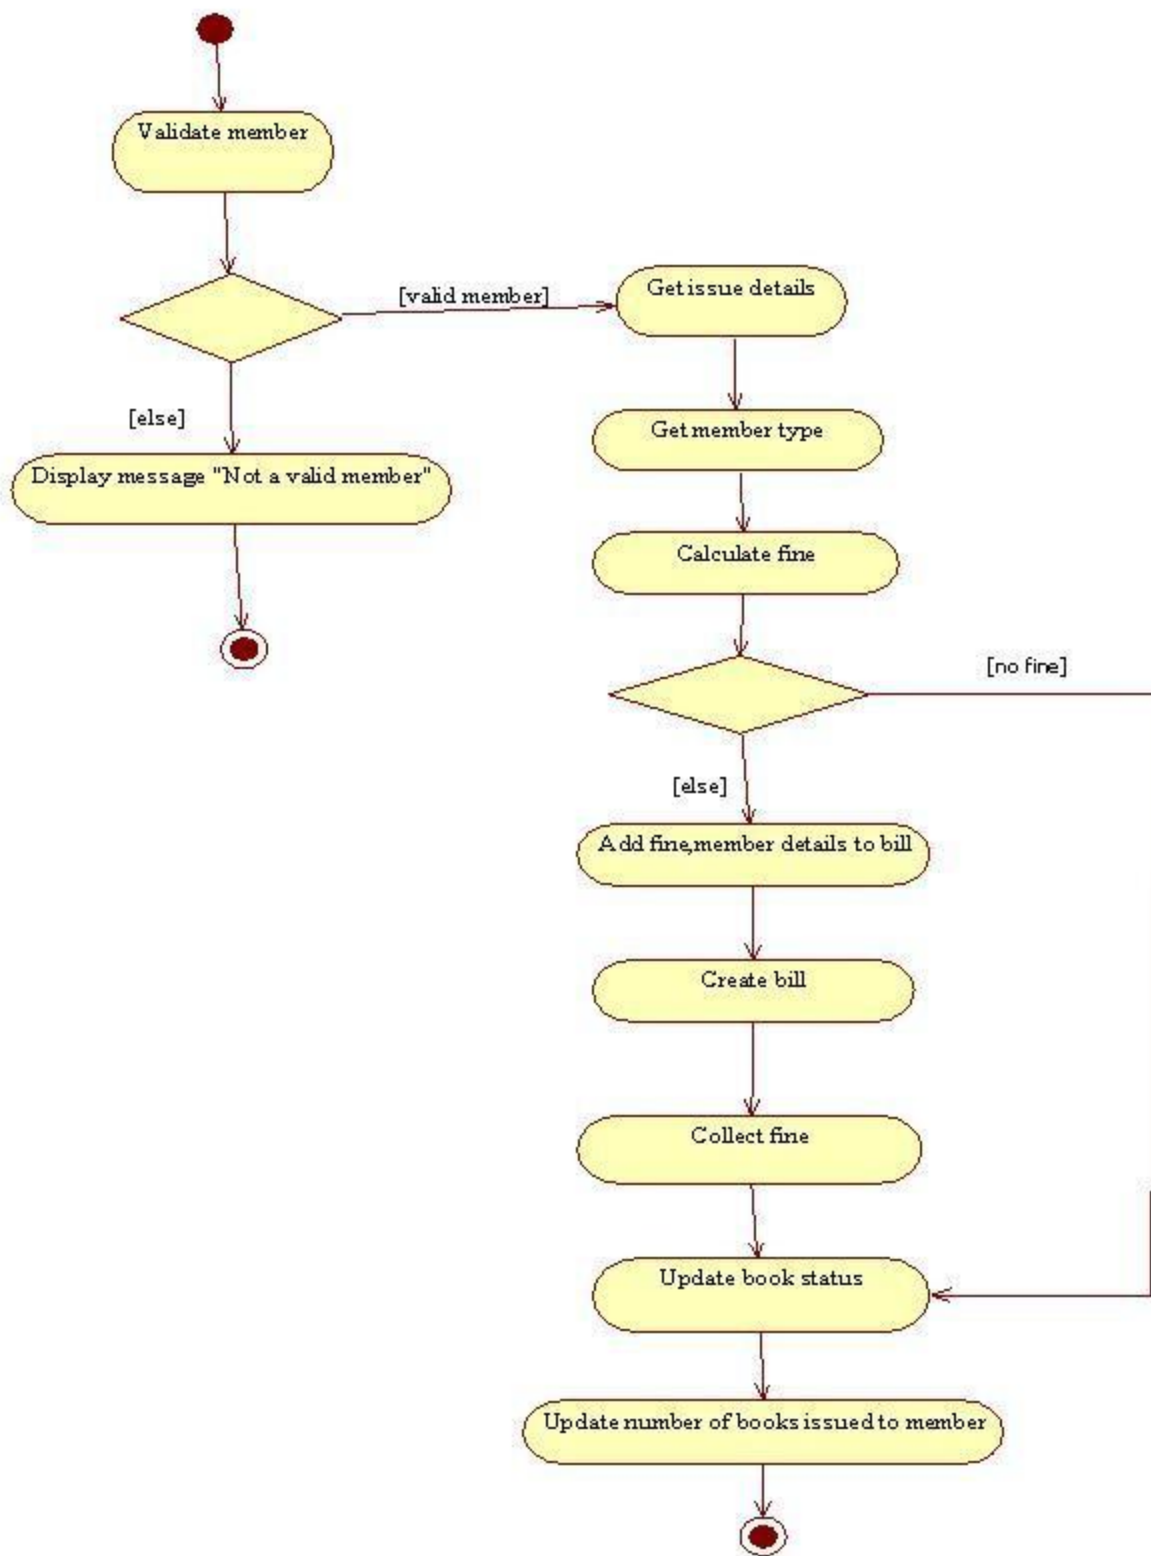 Validate member
[valid member]
Get issue details
[else]
Get member type
Display message "Not a valid member"
Calculate fine
[no fine]
[else]
Add fine,member details to bill
Create bill
Collect fine
Update book status
Update number of books issued to member